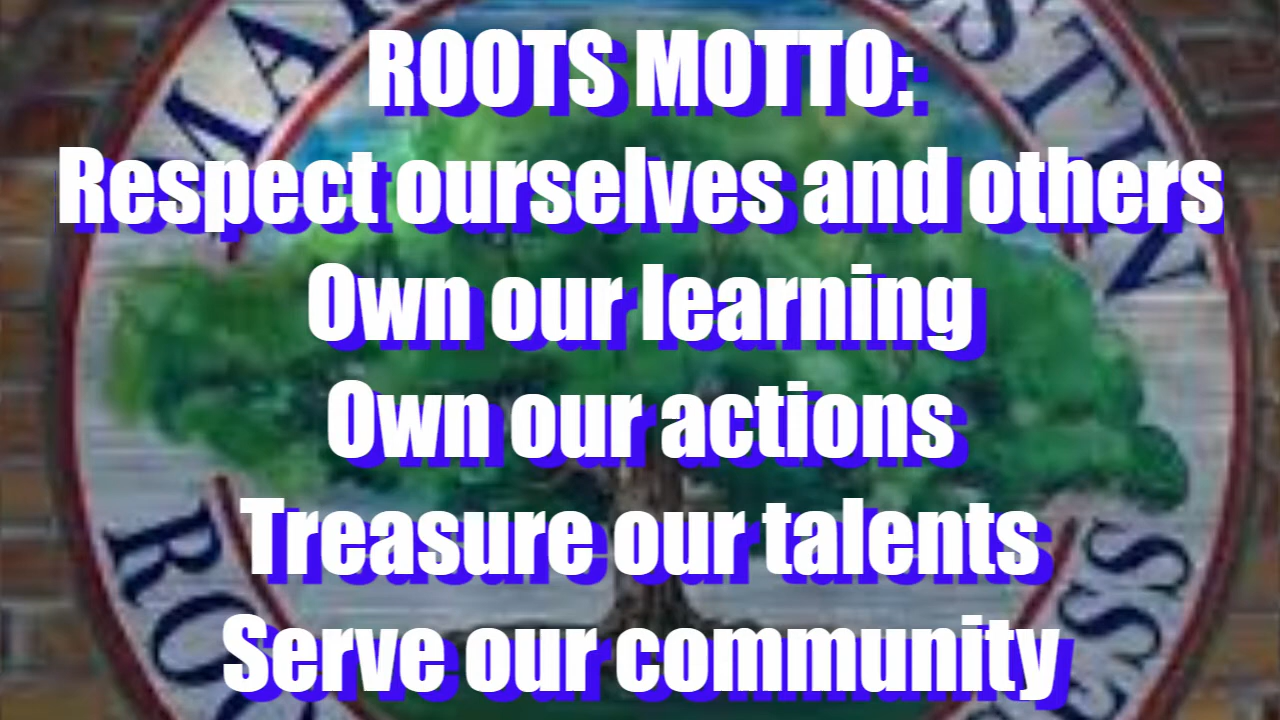 ROOTS MOTTO:
Respect ourselves and others
Own our learning
Own our actions
Treasure our talents
Serve our community